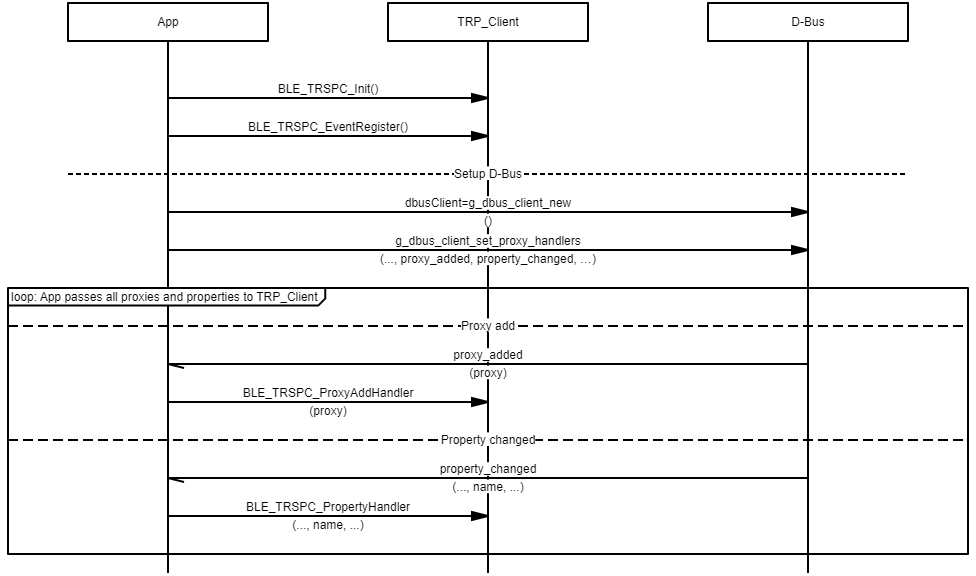 App
TRP_Client
D-Bus
BLE_TRSPC_Init()
BLE_TRSPC_EventRegister()
Setup D-Bus
dbusClient=g_dbus_client_new
()
g_dbus_client_set_proxy_handlers
(..., proxy_added, property_changed, ...)
loop: App passes all proxies and properties to TRP_Client
Proxy add
proxy_added
(proxy)
BLE_TRSPC_ProxyAddHandler
(proxy)
Property changed
property_changed
(..., name, ...)
BLE_TRSPC_PropertyHandler
(..., name, ...)